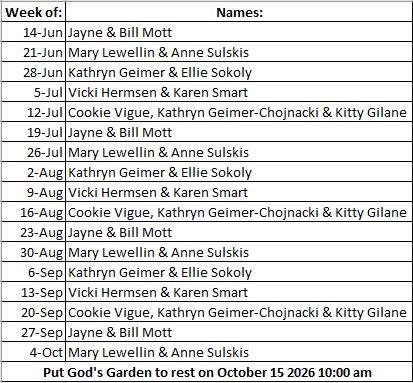 Week of: Names:
14-Jun Jayne & Bill Mott
21-Jun Mary Lewellin & Anne Sulskis
28-Jun Kathryn Geimer & Ellie Sokoly
5-Jul Vicki Hermsen & Karen Smart
12-Jul Cookie Vigue, Kathryn Geimer-Chojnacki & Kitty Gilane
19-Jul Jayne & Bill Mott
26-Jul Mary Lewellin & Anne Sulskis
2-Aug Kathryn Geimer & Ellie Sokoly
9-Aug Vicki Hermsen & Karen Smart
16-Aug Cookie Vigue, Kathryn Geimer-Chojnacki & Kitty Gilane
23-Aug Jayne & Bill Mott
30-Aug Mary Lewellin & Anne Sulskis
6-Sep Kathryn Geimer & Ellie Sokoly
13-Sep Vicki Hermsen & Karen Smart
20-Sep Cookie Vigue, Kathryn Geimer-Chojnacki & Kitty Gilane
27-Sep Jayne & Bill Mott
4-Oct Mary Lewellin & Anne Sulskis
Put God's Garden to rest on October 15 2026 10:00 am